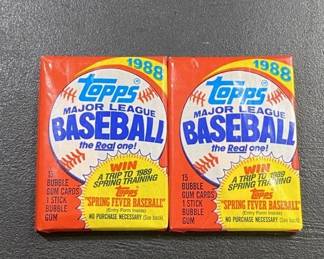 1988
Topps
MAJOR LEAGUE
BASEBALL
the Real one!
WIN
A TRIP TO 1989
SPRING TRAINING
Topps
"SPRING FEVER BASEBALL"
(Entry Form Inside)
NO PURCHASE NECESSARY (See back)
15
BUBBLE
GUM CARDS
1 STICK
BUBBLE
GUM
1988
Topps
MAJOR LEAGUE
BASEBALL
the Real one!
WIN
A TRIP TO 1989
SPRING TRAINING
Topps
"SPRING FEVER BASEBALL"
(Entry Form Inside)
NO PURCHASE NECESSARY (See back)
15
BUBBLE
GUM CARDS
1 STICK
BUBBLE
GUM